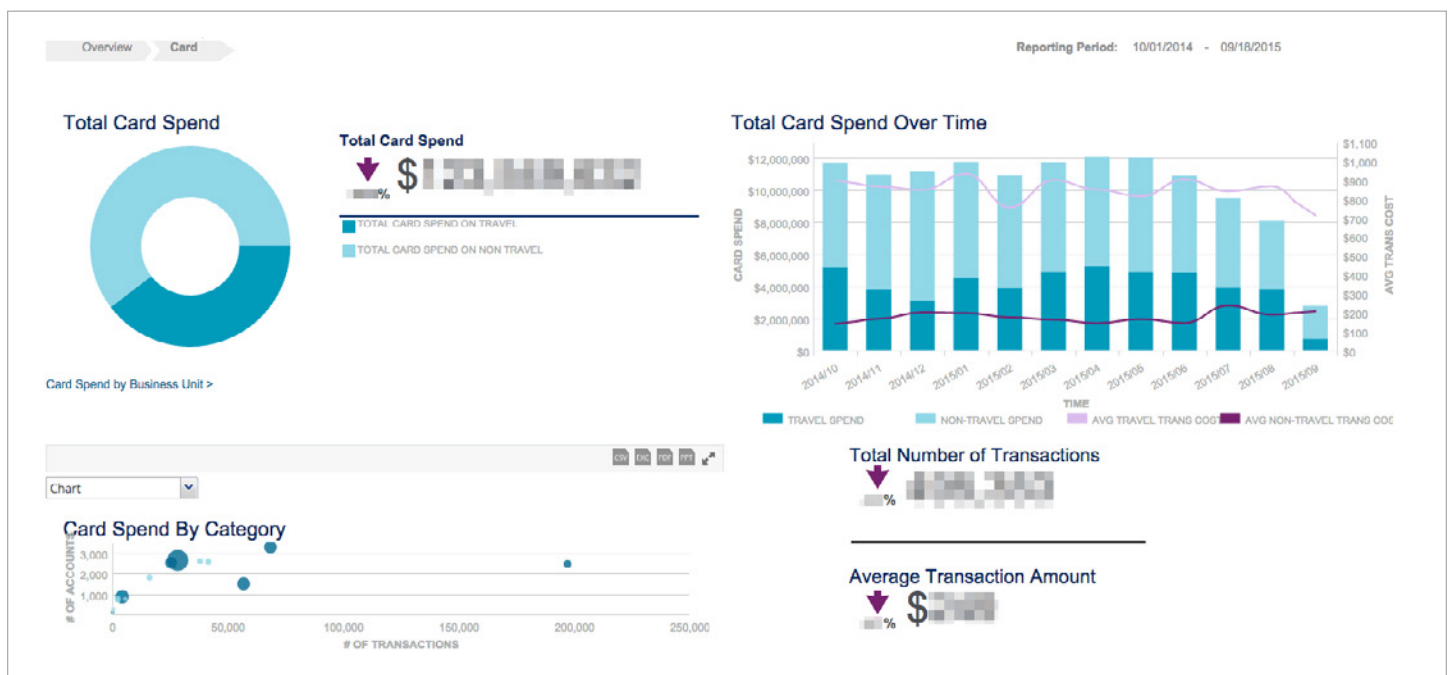 Overview Card
Reporting Period: 10/01/2014 - 09/18/2015
Total Card Spend
Total Card Spend
$
%
TOTAL CARD SPEND ON TRAVEL
TOTAL CARD SPEND ON NON TRAVEL
Card Spend by Business Unit >
Total Card Spend Over Time
$12,000,000
$10,000,000
$8,000,000
$6,000,000
$4,000,000
$2,000,000
$0
CARD SPEND
$1,100
$1,000
$900
$800
$700
$600
$500
$400
$300
$200
$100
$0
AVG TRANS COST
2014/10 2014/11 2014/12 2015/01 2015/02 2015/03 2015/04 2015/05 2015/06 2015/07 2015/08 2015/09
TIME
TRAVEL SPEND NON-TRAVEL SPEND AVG TRAVEL TRANS COST AVG NON-TRAVEL TRANS COS
CSV EXC PDF PPT
Chart
Card Spend By Category
# OF ACCOUNTS
3,000
2,000
1,000
0 50,000 100,000 150,000 200,000 250,000
# OF TRANSACTIONS
Total Number of Transactions
%
Average Transaction Amount
$
%